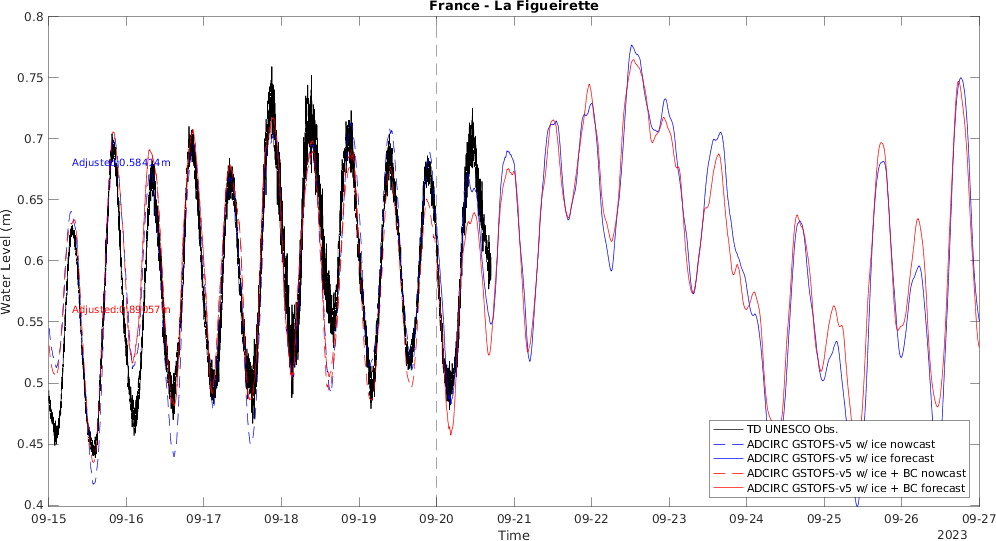 France - La Figueirette
0.8
0.75
0.7
0.65
0.6
0.55
0.5
0.45
0.4
Water Level (m)
Adjusted:
Adjusted:
TD UNESCO Obs.
ADCIRC GSTOFS-v5 w/ ice nowcast
ADCIRC GSTOFS-v5 w/ ice forecast
ADCIRC GSTOFS-v5 w/ ice + BC nowcast
ADCIRC GSTOFS-v5 w/ ice + BC forecast
09-15 09-16 09-17 09-18 09-19 09-20 09-21 09-22 09-23 09-24 09-25 09-26 09-27
Time
2023